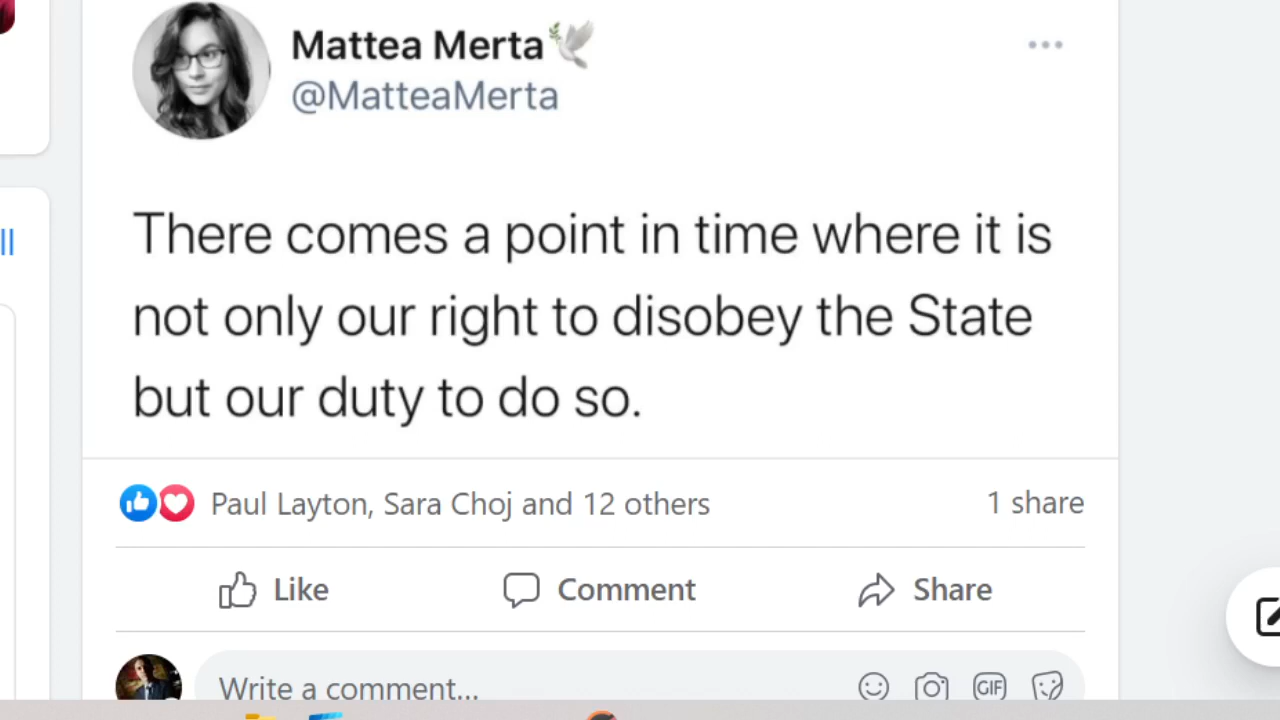 Mattea Merta🕊
@MatteaMerta
There comes a point in time where it is
not only our right to disobey the State
but our duty to do so.
ll
Paul Layton, Sara Choj and 12 others
1 share
Like
Comment
Share
Write a comment...
GIF